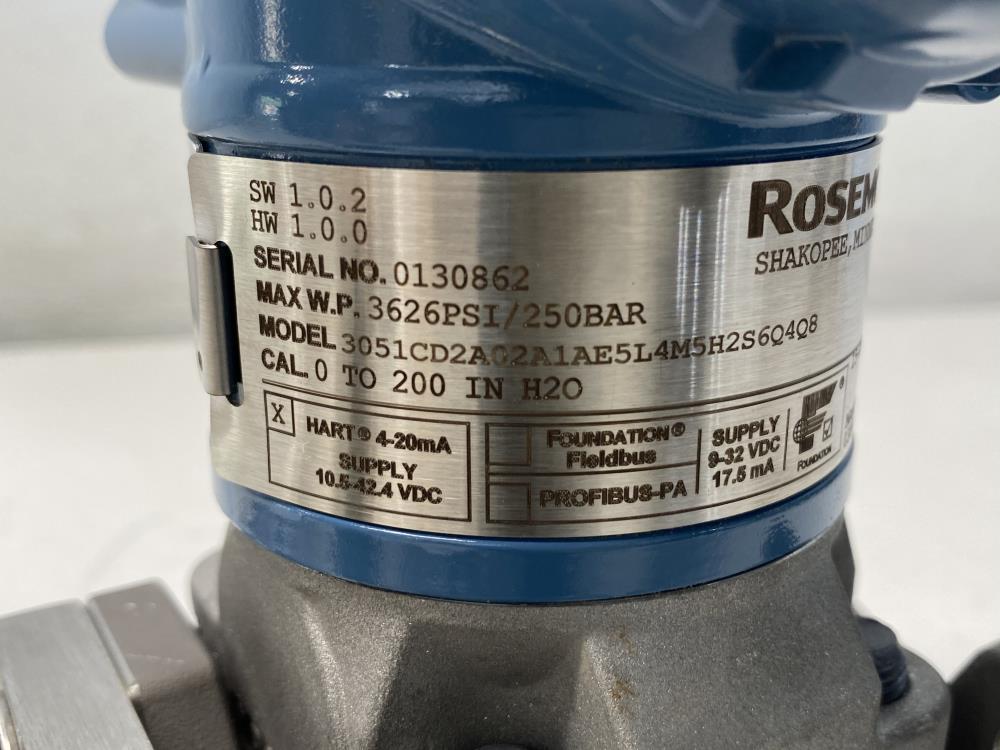 SW 1.0.2
HW 1.0.0
SERIAL NO. 0130862
MAX W.P. 3626PSI/250BAR
MODEL 3051CD2A02A1AE5L4M5H2S6Q4Q8
CAL. 0 TO 200 IN H2O
ROSEM
SHAKOPEE,
X
HART® 4-20mA
SUPPLY
10.5-42.4 VDC
FOUNDATION®
Fieldbus
PROFIBUS-PA
SUPPLY
9-32 VDC
17.5 mA
®
FOUNDATION